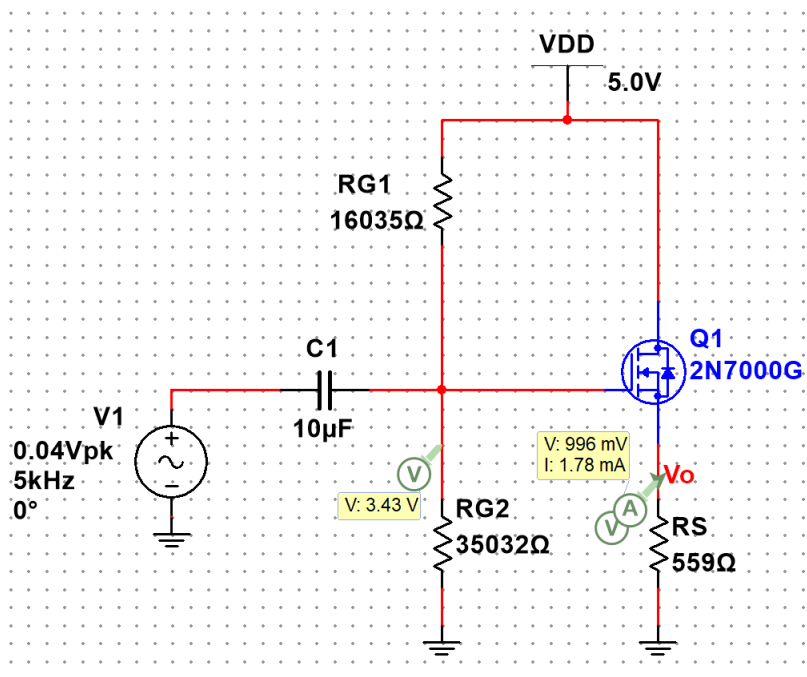 VDD
5.0V
RG1
16035Ω
Q1
2N7000G
C1
10µF
V1
0.04Vpk
5kHz
0°
+
V: 996 mV
I: 1.78 mA
Vo
V
V: 3.43 V
A
V
RG2
35032Ω
RS
559Ω